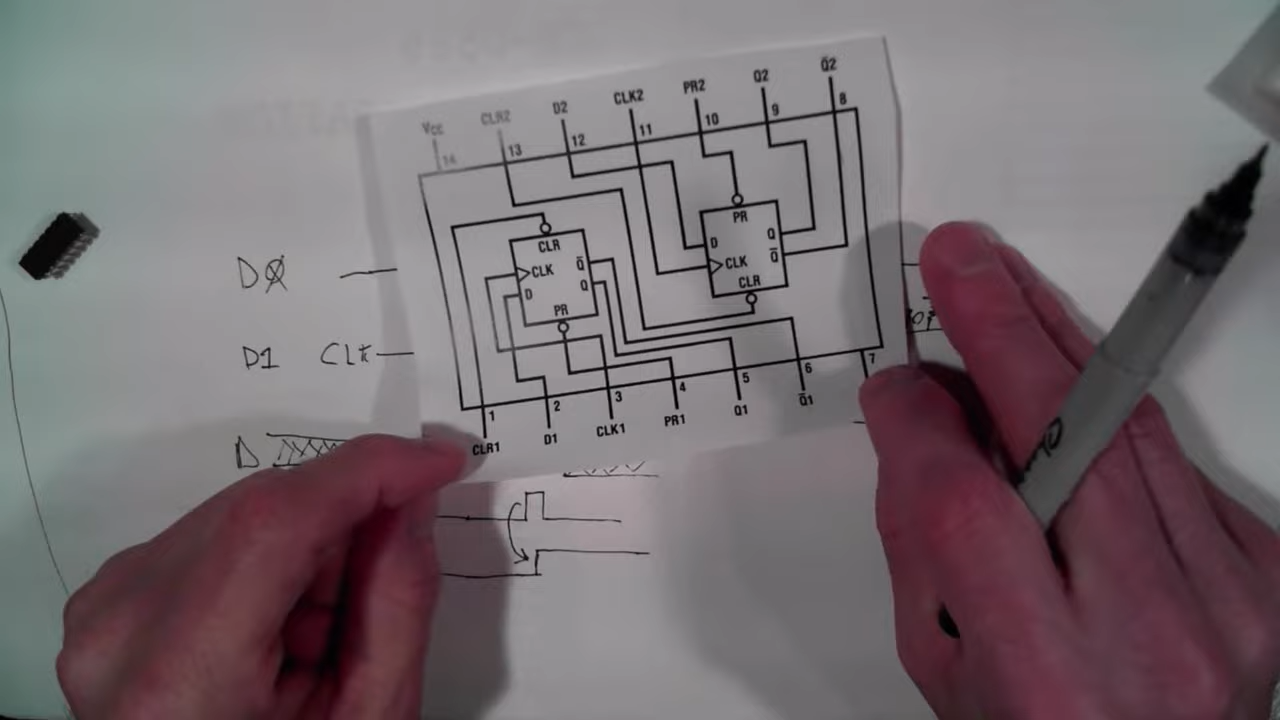 Vcc CLR2 D2 CLK2 PR2 Q2 Q̅2
14 13 12 11 10 9 8
CLR
CLK
D
PR
Q̅
Q
PR
D
CLK
CLR
Q
Q̅
1 2 3 4 5 6 7
CLR1 D1 CLK1 PR1 Q1 Q̅1
DØ
D1 CLK
D